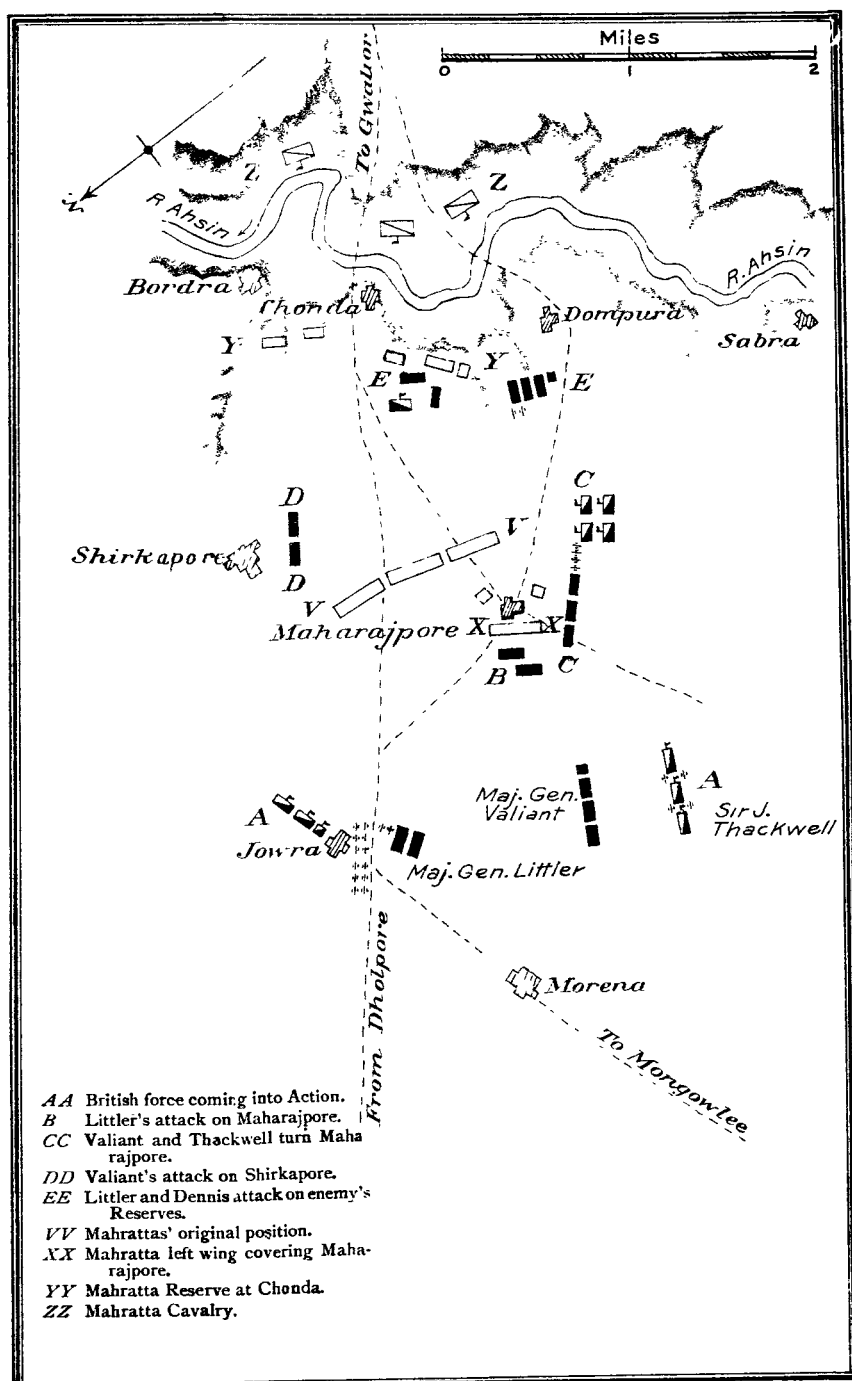 Miles
0 1 2
To Gwalior
N
Z
Z
R Ahsin
R. Ahsin
Bordra
Chonda
Dompura
Sabra
Y
Y
E
E
C
D
V
Shirkapore
D
V
Maharajpore
X
X
B
C
Maj. Gen.
Valiant
A
Sir J.
Thackwell
A
Jowra
Maj. Gen. Littler
Morena
From Dholpore
To Mongowlee
AA British force coming into Action.
B Littler's attack on Maharajpore.
CC Valiant and Thackwell turn Maha
rajpore.
DD Valiant's attack on Shirkapore.
EE Littler and Dennis attack on enemy's
Reserves.
VV Mahrattas' original position.
XX Mahratta left wing covering Maha-
rajpore.
YY Mahratta Reserve at Chonda.
ZZ Mahratta Cavalry.